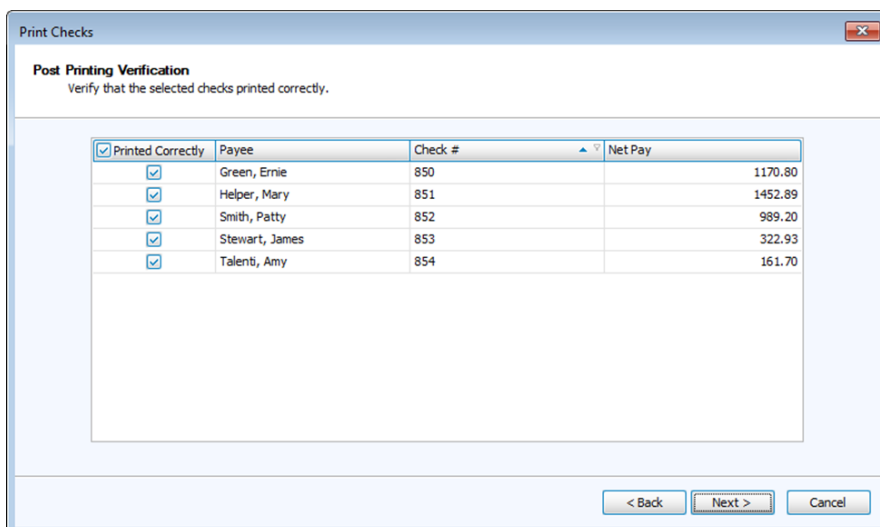 Print Checks
Post Printing Verification
Verify that the selected checks printed correctly.
Printed Correctly Payee Check # Net Pay
Green, Ernie 850 1170.80
Helper, Mary 851 1452.89
Smith, Patty 852 989.20
Stewart, James 853 322.93
Talenti, Amy 854 161.70
< Back Next > Cancel